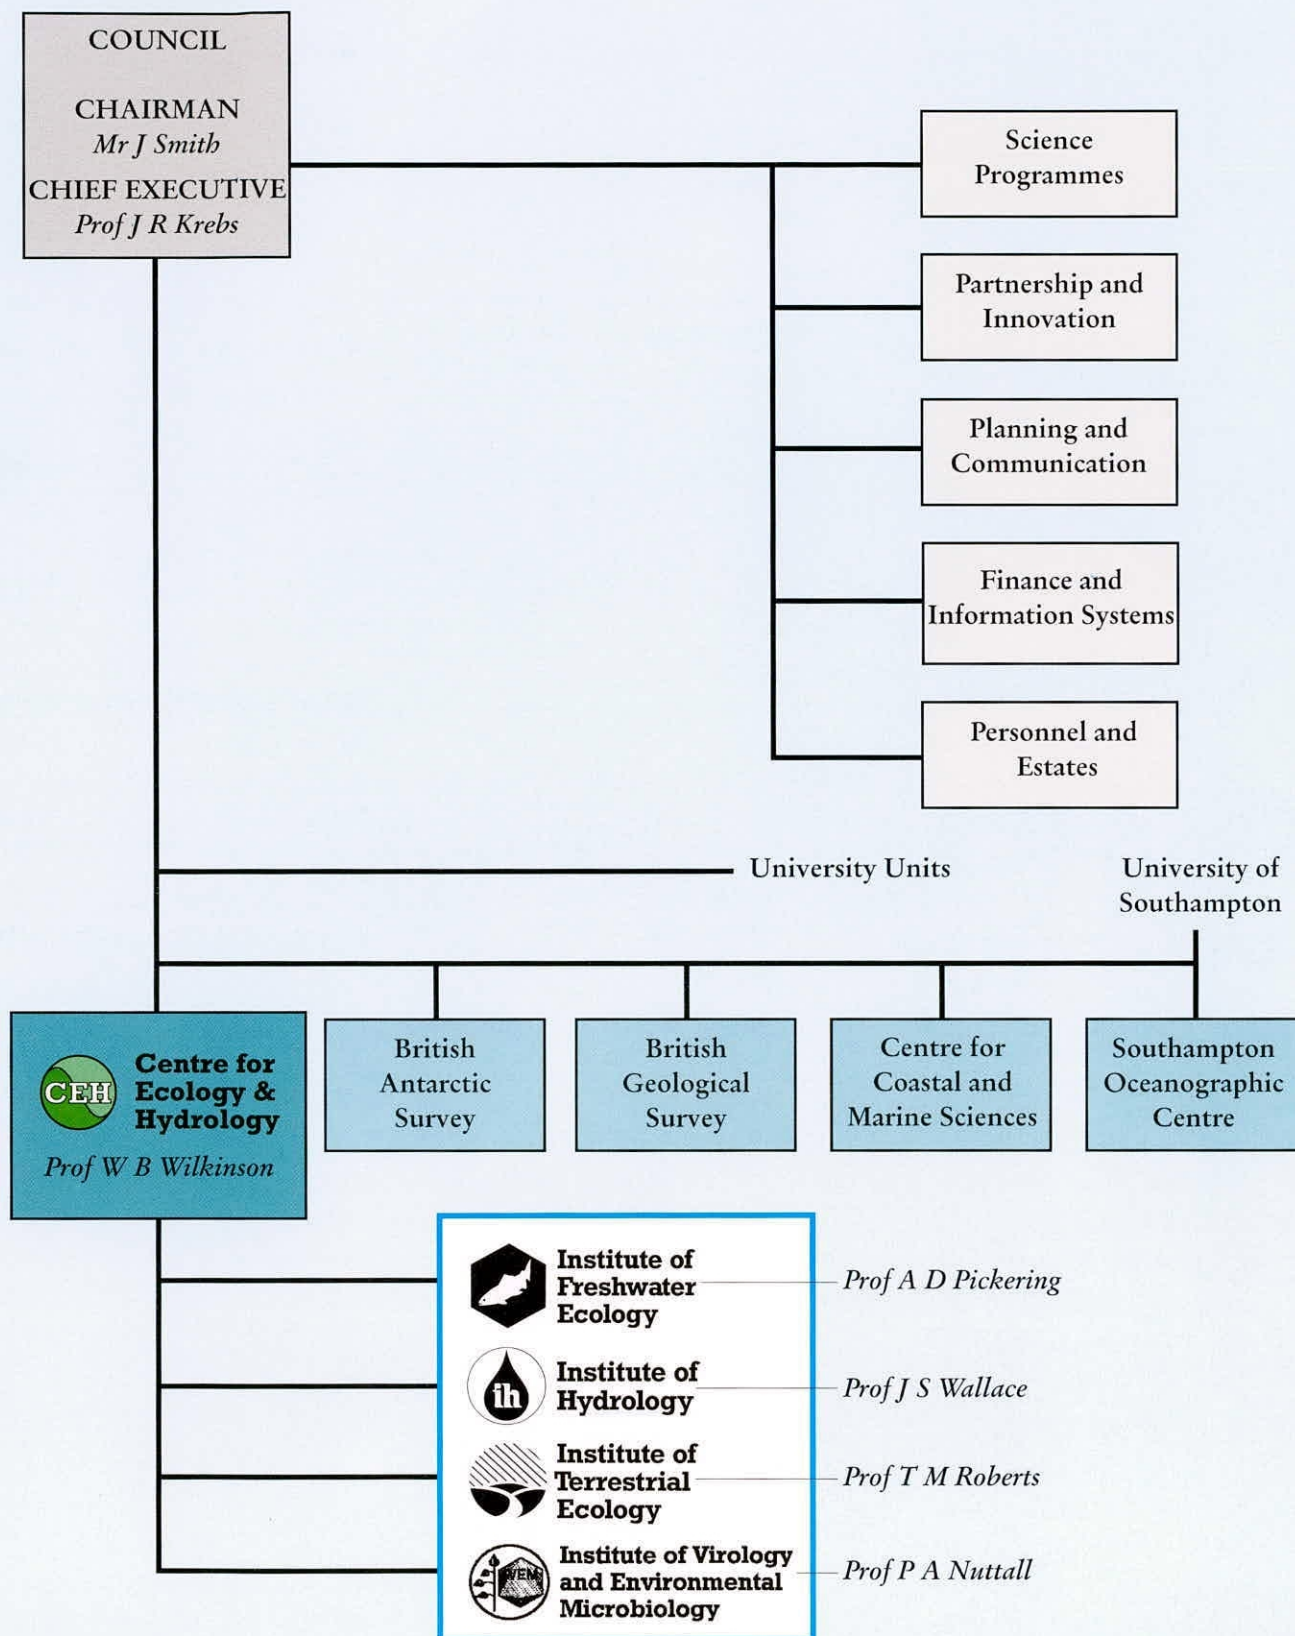 COUNCIL
CHAIRMAN
Mr J Smith
CHIEF EXECUTIVE
Prof J R Krebs
Science
Programmes
Partnership and
Innovation
Planning and
Communication
Finance and
Information Systems
Personnel and
Estates
University Units
University of
Southampton
CEH
Centre for
Ecology &
Hydrology
Prof W B Wilkinson
British
Antarctic
Survey
British
Geological
Survey
Centre for
Coastal and
Marine Sciences
Southampton
Oceanographic
Centre
Institute of
Freshwater
Ecology
Prof A D Pickering
ih
Institute of
Hydrology
Prof J S Wallace
Institute of
Terrestrial
Ecology
Prof T M Roberts
VEM
Institute of Virology
and Environmental
Microbiology
Prof P A Nuttall